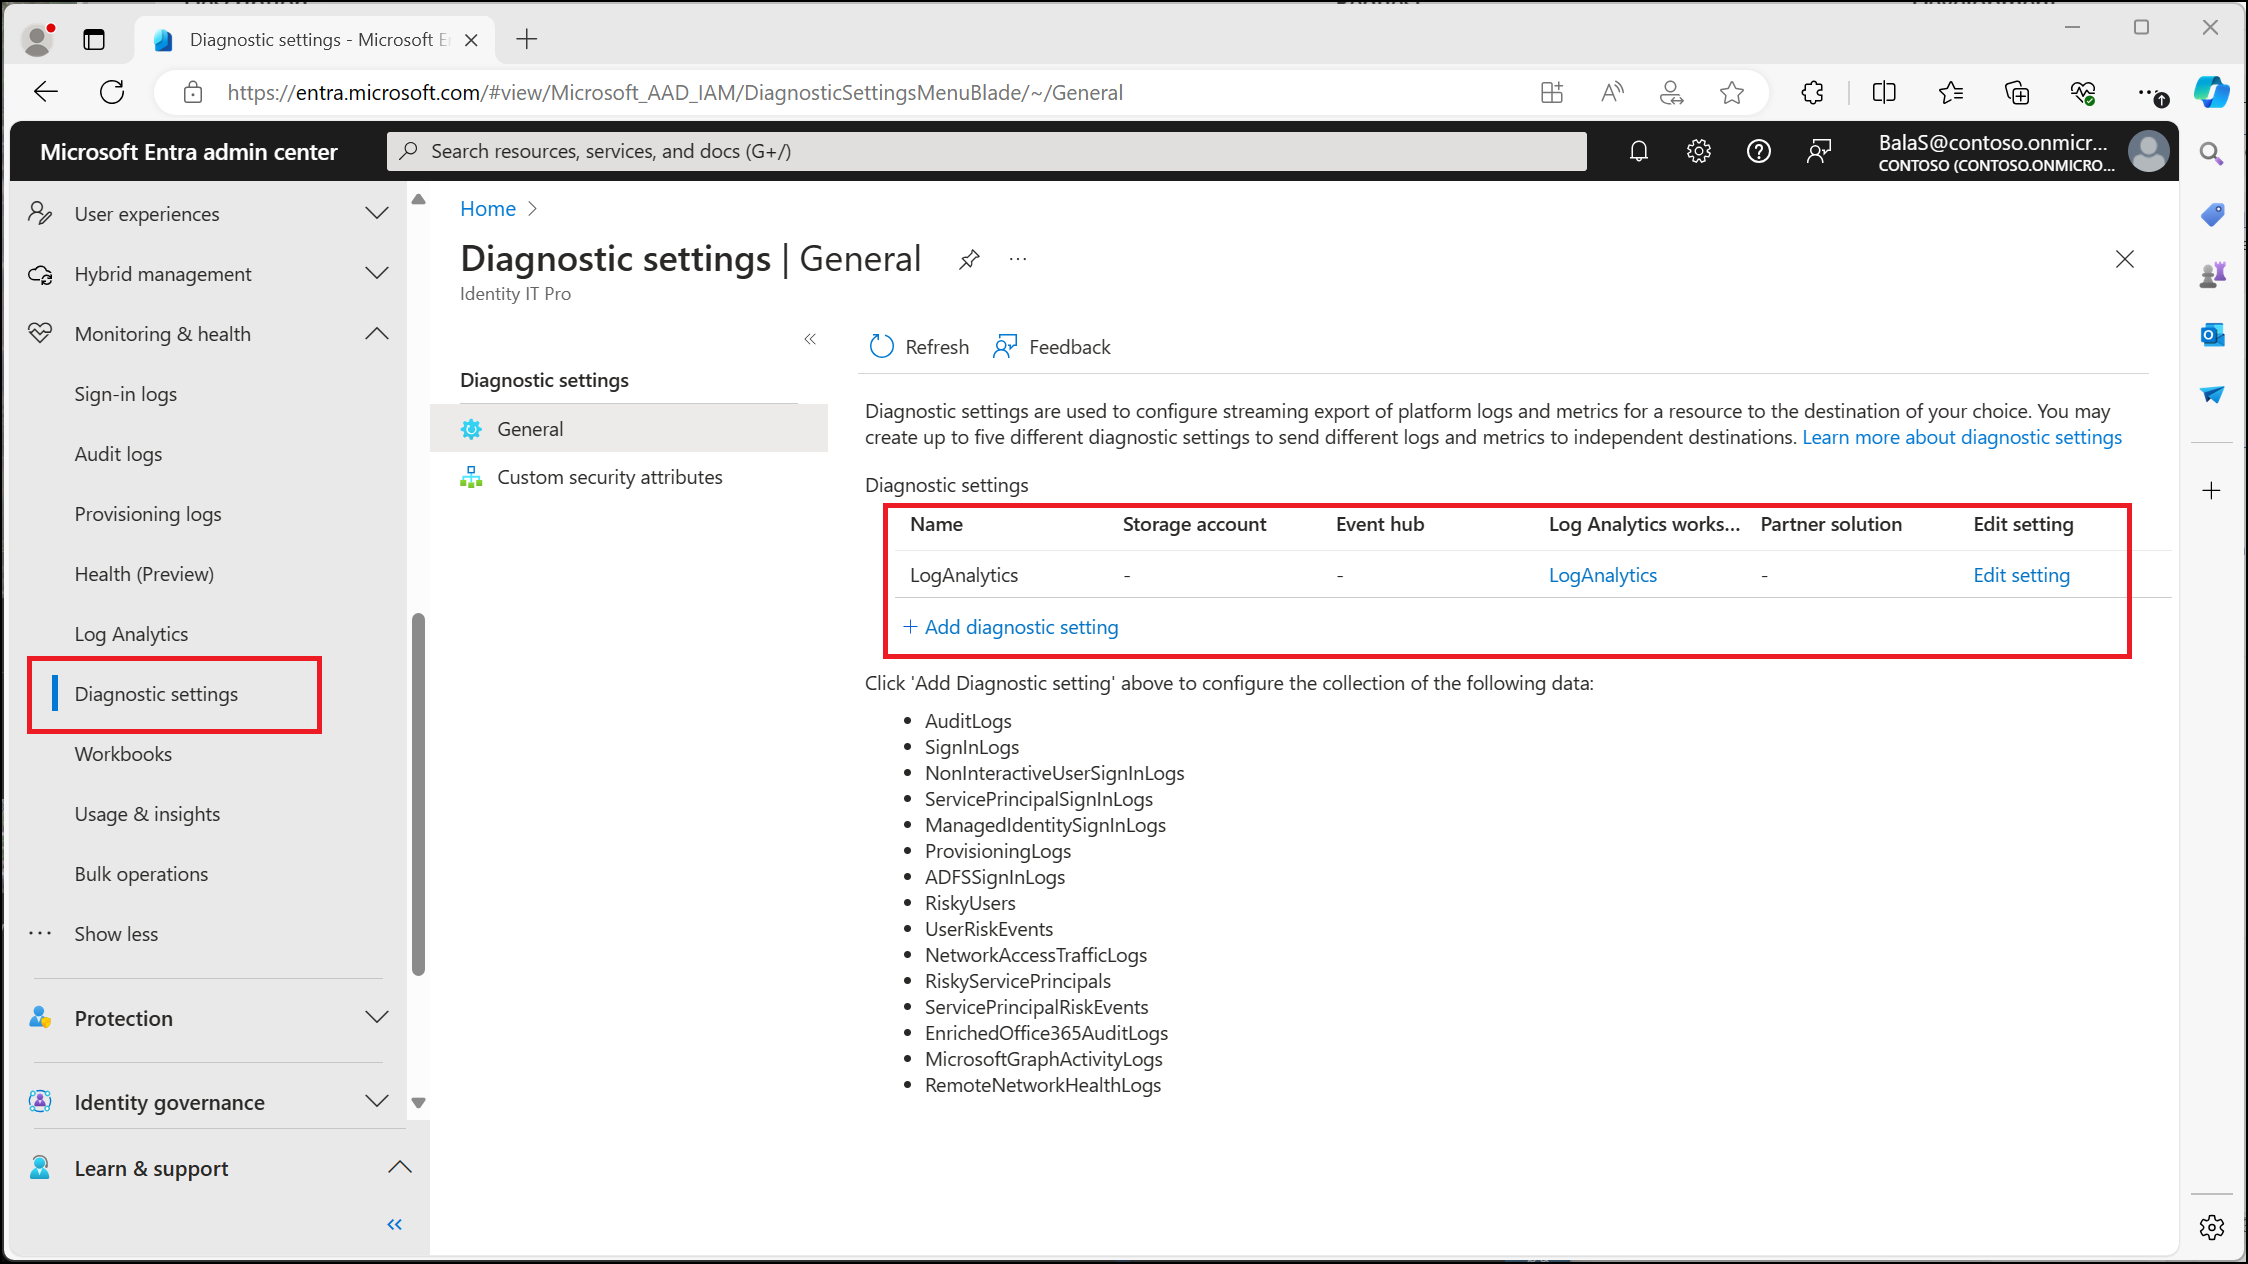 Diagnostic settings - Microsoft E
https://entra.microsoft.com/#view/Microsoft_AAD_IAM/DiagnosticSettingsMenuBlade/~/General
Microsoft Entra admin center
Search resources, services, and docs (G+/)
BalaS@contoso.onmicr...
CONTOSO (CONTOSO.ONMICRO...
User experiences
Hybrid management
Monitoring & health
Sign-in logs
Audit logs
Provisioning logs
Health (Preview)
Log Analytics
Diagnostic settings
Workbooks
Usage & insights
Bulk operations
Show less
Protection
Identity governance
Learn & support
Home
Diagnostic settings | General
Identity IT Pro
Diagnostic settings
General
Custom security attributes
Refresh
Feedback
Diagnostic settings are used to configure streaming export of platform logs and metrics for a resource to the destination of your choice. You may
create up to five different diagnostic settings to send different logs and metrics to independent destinations. Learn more about diagnostic settings
Diagnostic settings
Name Storage account Event hub Log Analytics works... Partner solution Edit setting
LogAnalytics - - LogAnalytics - Edit setting
+ Add diagnostic setting
Click 'Add Diagnostic setting' above to configure the collection of the following data:
• AuditLogs
• SignInLogs
• NonInteractiveUserSignInLogs
• ServicePrincipalSignInLogs
• ManagedIdentitySignInLogs
• ProvisioningLogs
• ADFSSignInLogs
• RiskyUsers
• UserRiskEvents
• NetworkAccessTrafficLogs
• RiskyServicePrincipals
• ServicePrincipalRiskEvents
• EnrichedOffice365AuditLogs
• MicrosoftGraphActivityLogs
• RemoteNetworkHealthLogs